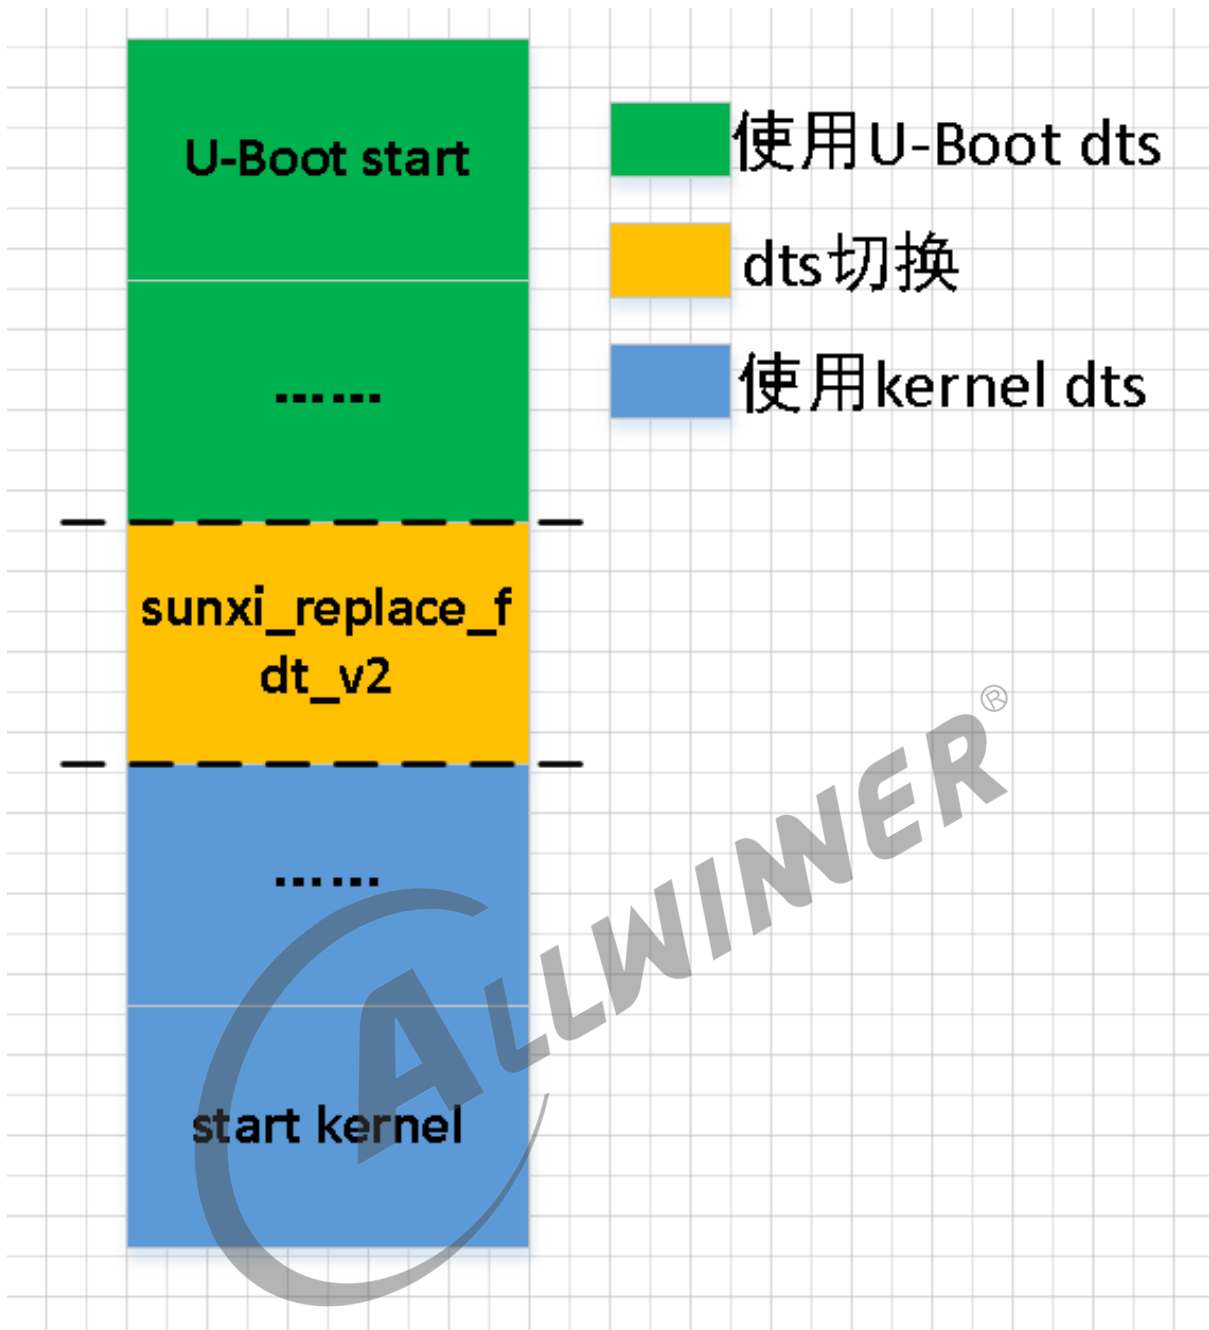 U-Boot start
……
sunxi_replace_f
dt_v2
……
start kernel
使用U-Boot dts
dts切换
使用kernel dts
ALLWINNER®